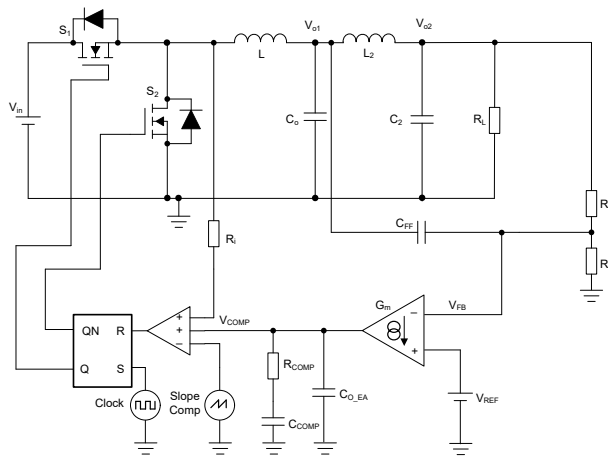 S1
Vo1
Vo2
L
L2
S2
Vin
Co
C2
RL
R
CFF
Ri
R
Gm
VFB
VCOMP
QN
R
Q
S
RCOMP
CO_EA
Clock
Slope
Comp
CCOMP
VREF